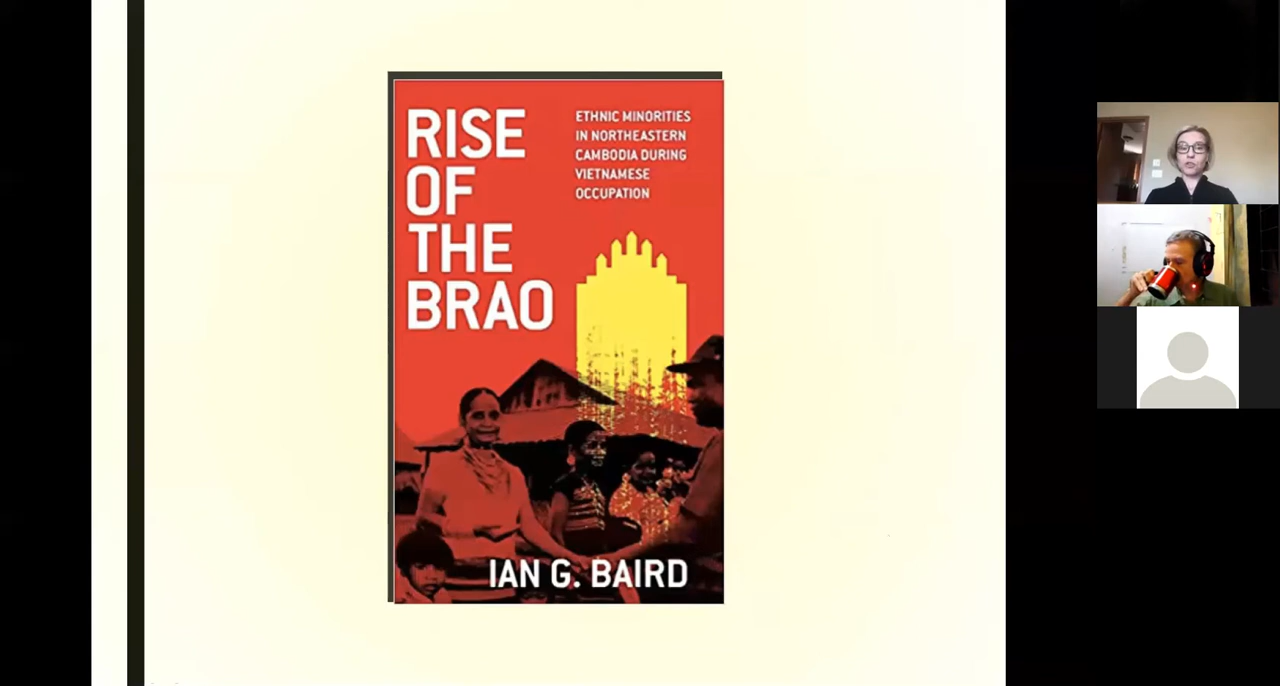 RISE
OF
THE
BRAO
ETHNIC MINORITIES
IN NORTHEASTERN
CAMBODIA DURING
VIETNAMESE
OCCUPATION
IAN G. BAIRD